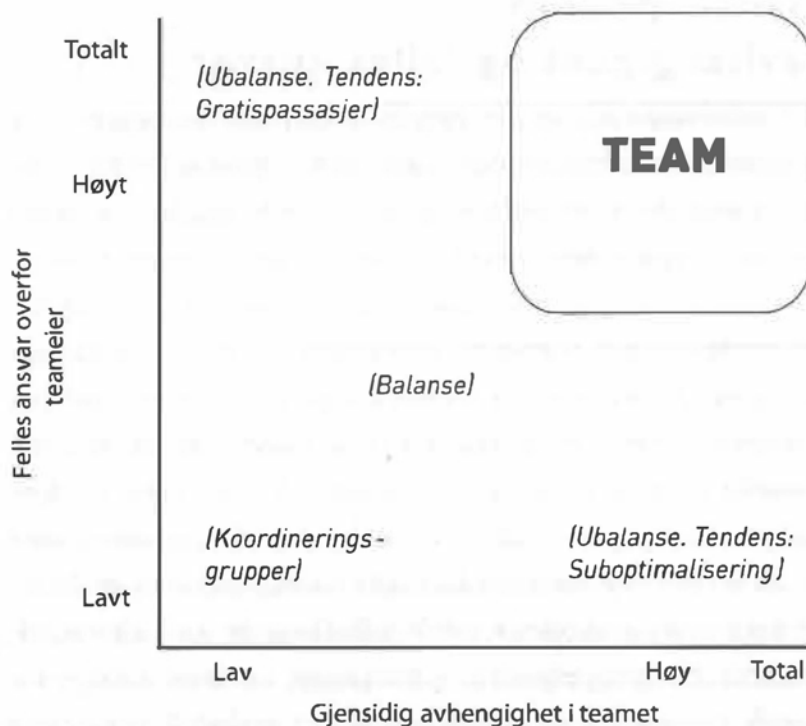 Totalt
(Ubalanse. Tendens:
Gratispassasjer)
TEAM
Høyt
Felles ansvar overfor
teameier
(Balanse)
(Koordinerings-
grupper)
(Ubalanse. Tendens:
Suboptimalisering)
Lavt
Lav
Høy
Total
Gjensidig avhengighet i teamet